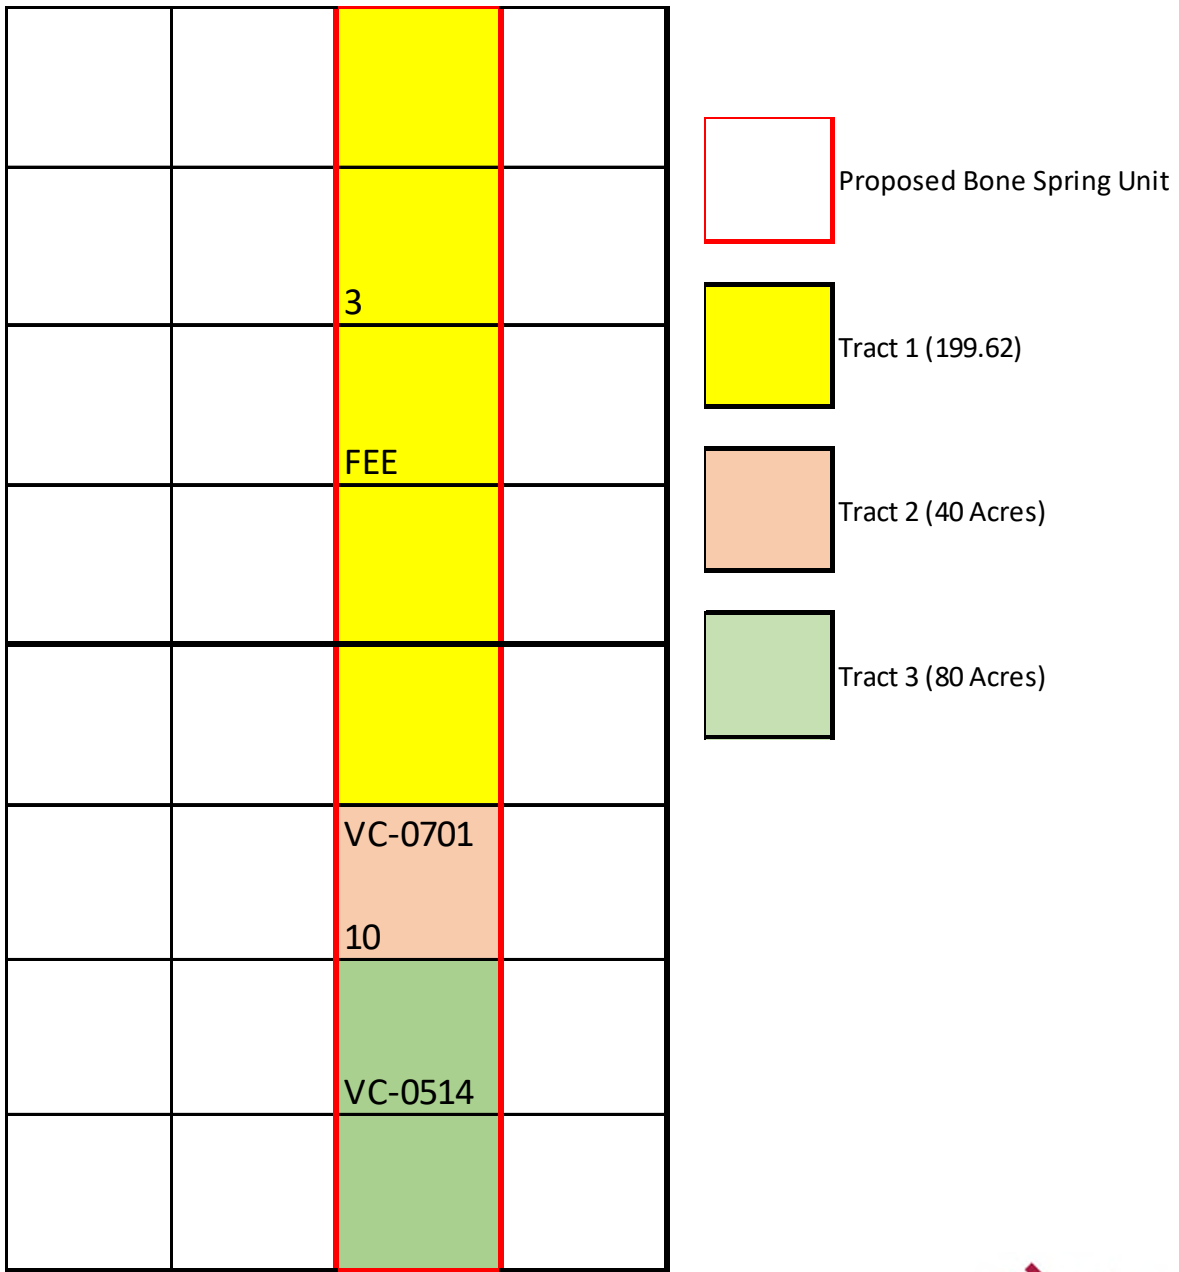 3
FEE
VC-0701
10
VC-0514
Proposed Bone Spring Unit
Tract 1 (199.62)
Tract 2 (40 Acres)
Tract 3 (80 Acres)